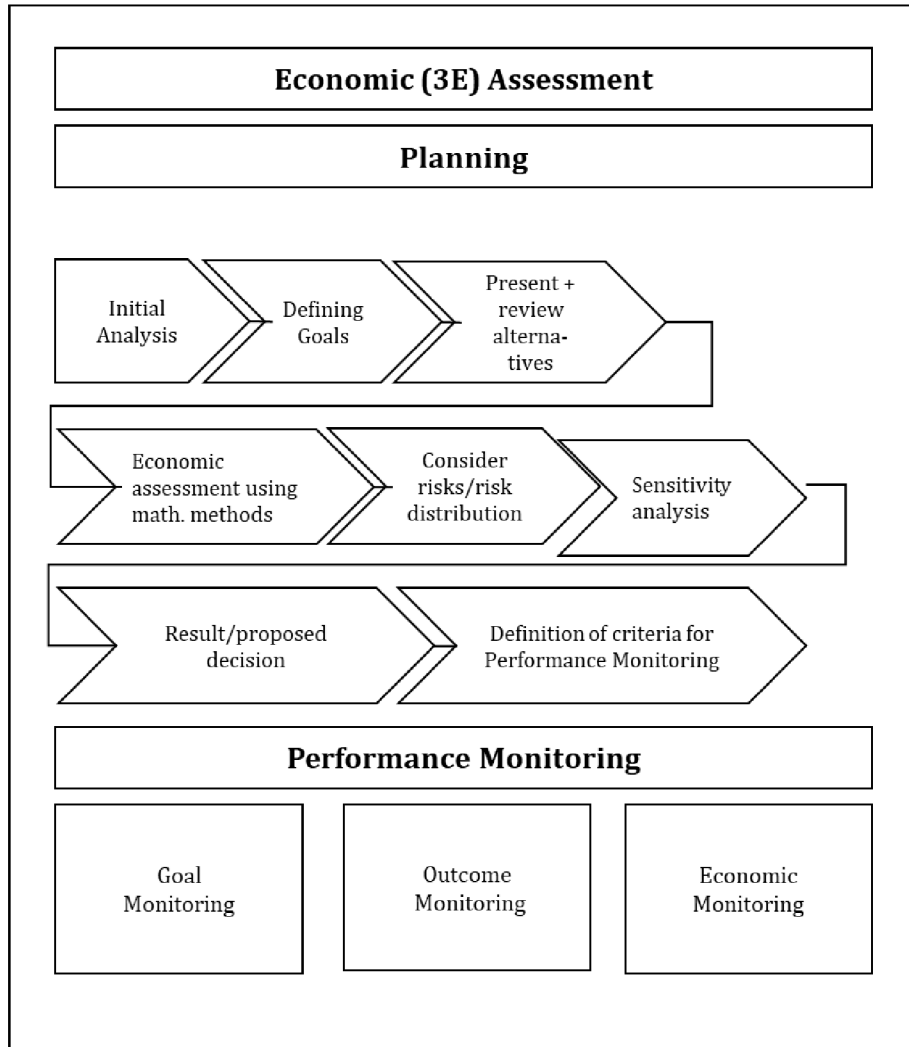 Economic (3E) Assessment
Planning
Initial
Analysis
Defining
Goals
Present +
review
alterna-
tives
Economic
assessment using
math. methods
Consider
risks/risk
distribution
Sensitivity
analysis
Result/proposed
decision
Definition of criteria for
Performance Monitoring
Performance Monitoring
Goal
Monitoring
Outcome
Monitoring
Economic
Monitoring